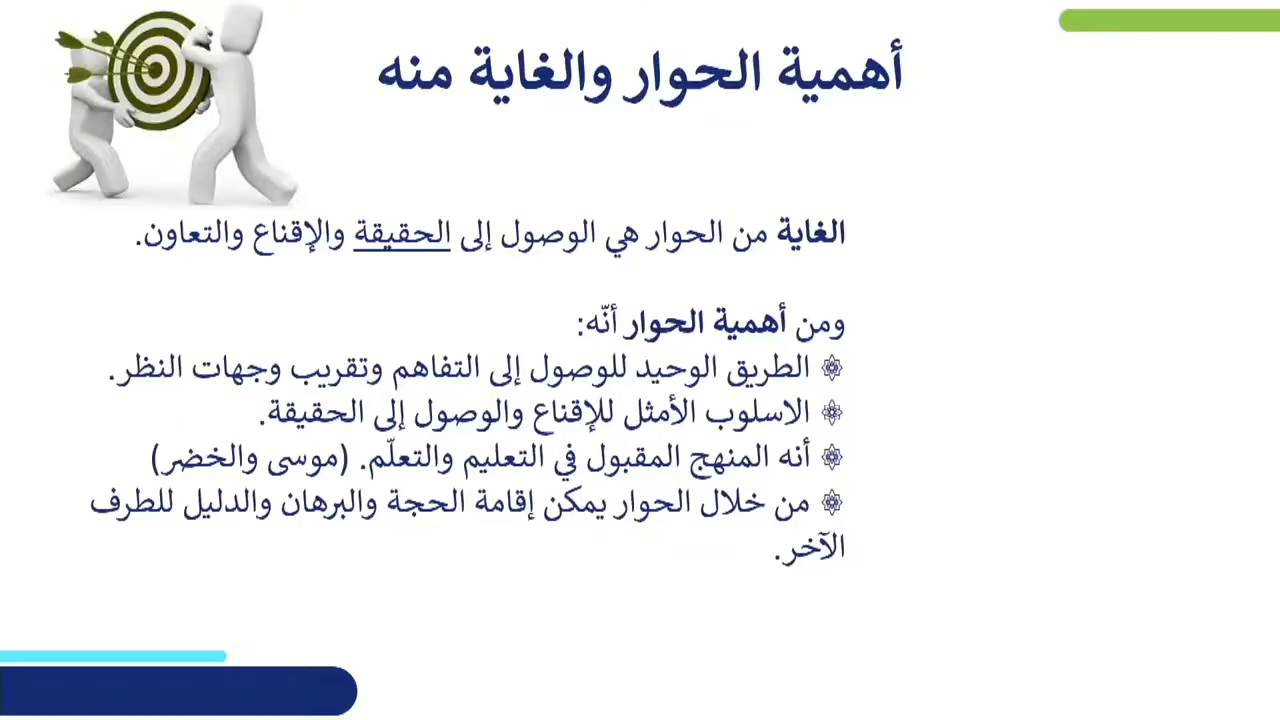 أهمية الحوار والغاية منه
الغاية من الحوار هي الوصول إلى الحقيقة والإقناع والتعاون.
ومن أهمية الحوار أنّه:
الطريق الوحيد للوصول إلى التفاهم وتقريب وجهات النظر.
الاسلوب الأمثل للإقناع والوصول إلى الحقيقة.
أنه المنهج المقبول في التعليم والتعلّم. (موسى والخضر)
من خلال الحوار يمكن إقامة الحجة والبرهان والدليل للطرف
الآخر.